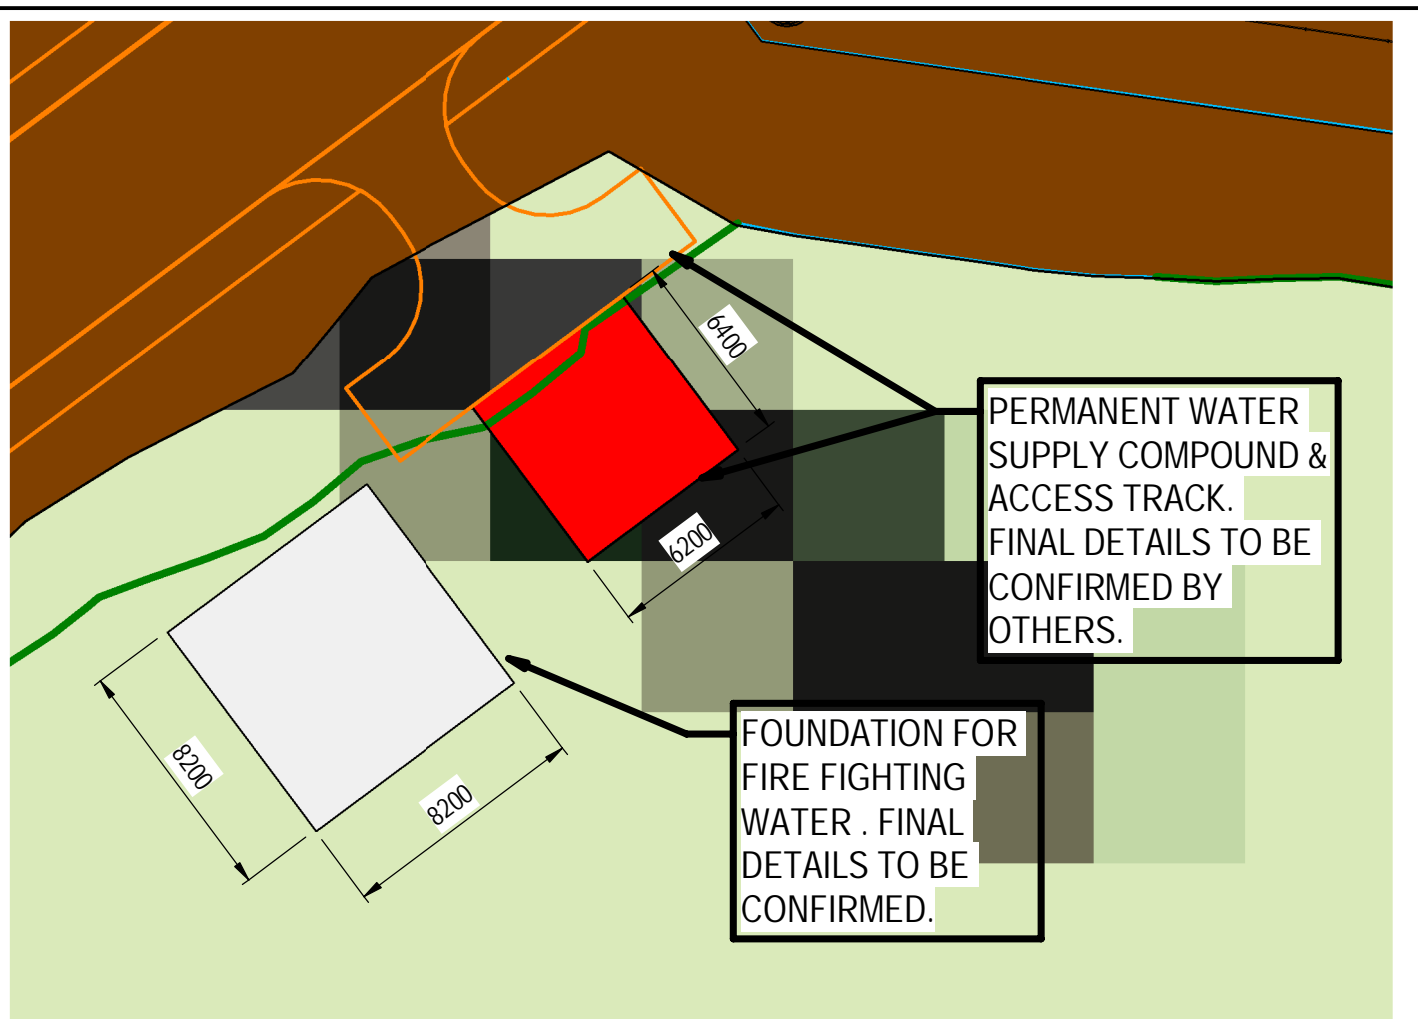 6400
PERMANENT WATER
SUPPLY COMPOUND &
ACCESS TRACK.
FINAL DETAILS TO BE
CONFIRMED BY
OTHERS.
6200
8200
8200
FOUNDATION FOR
FIRE FIGHTING
WATER . FINAL
DETAILS TO BE
CONFIRMED.